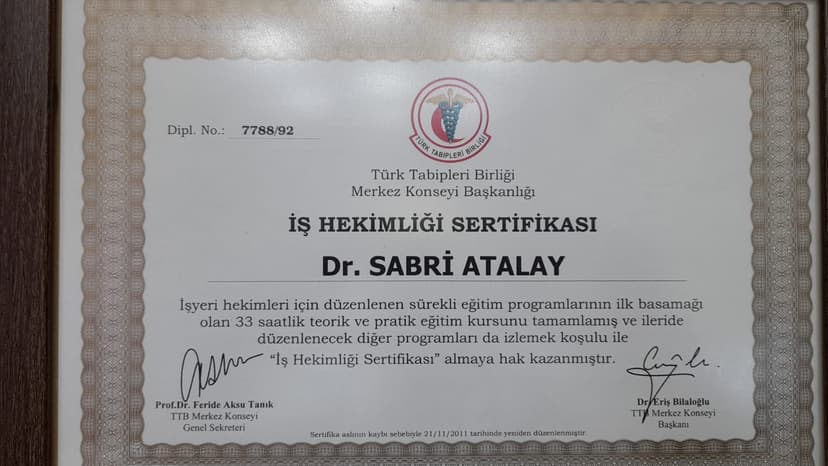 TÜRK TABİPLERİ BİRLİĞİ
Dipl. No.: 7788/92
Türk Tabipleri Birliği
Merkez Konseyi Başkanlığı
İŞ HEKİMLİĞİ SERTİFİKASI
Dr. SABRİ ATALAY
İşyeri hekimleri için düzenlenen sürekli eğitim programlarının ilk basamağı
olan 33 saatlik teorik ve pratik eğitim kursunu tamamlamış ve ileride
düzenlenecek diğer programları da izlemek koşulu ile
“İş Hekimliği Sertifikası” almaya hak kazanmıştır.
Prof.Dr. Feride Aksu Tanık
TTB Merkez Konseyi
Genel Sekreteri
Dr. Eriş Bilaloğlu
TTB Merkez Konseyi
Başkanı
Sertifika aslının kaybı sebebiyle 21/11/2011 tarihinde yeniden düzenlenmiştir.